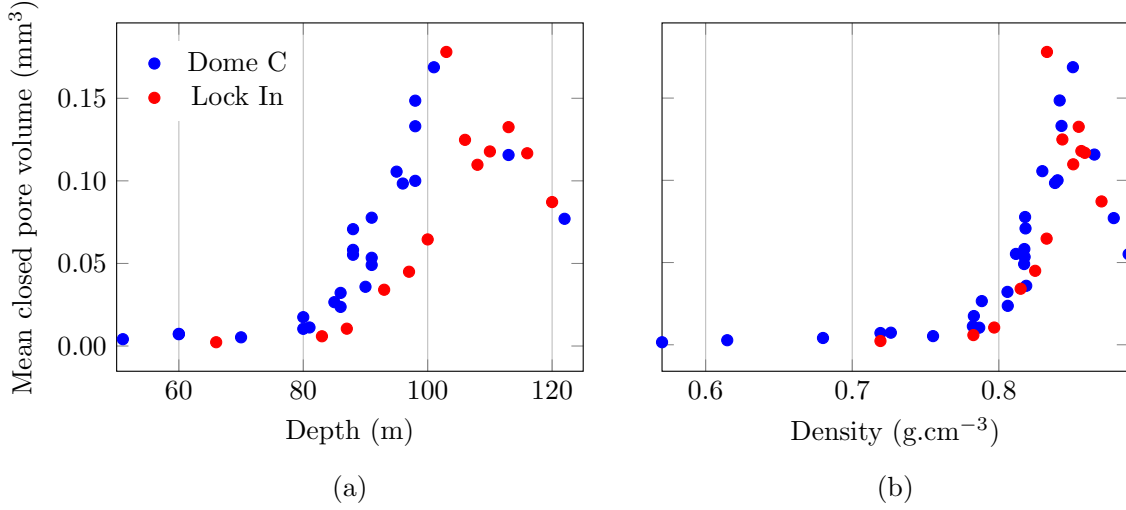 Mean closed pore volume (mm³)
0.15
0.10
0.05
0.00
Dome C
Lock In
60 80 100 120
Depth (m)
(a)
0.6 0.7 0.8
Density (g.cm⁻³)
(b)